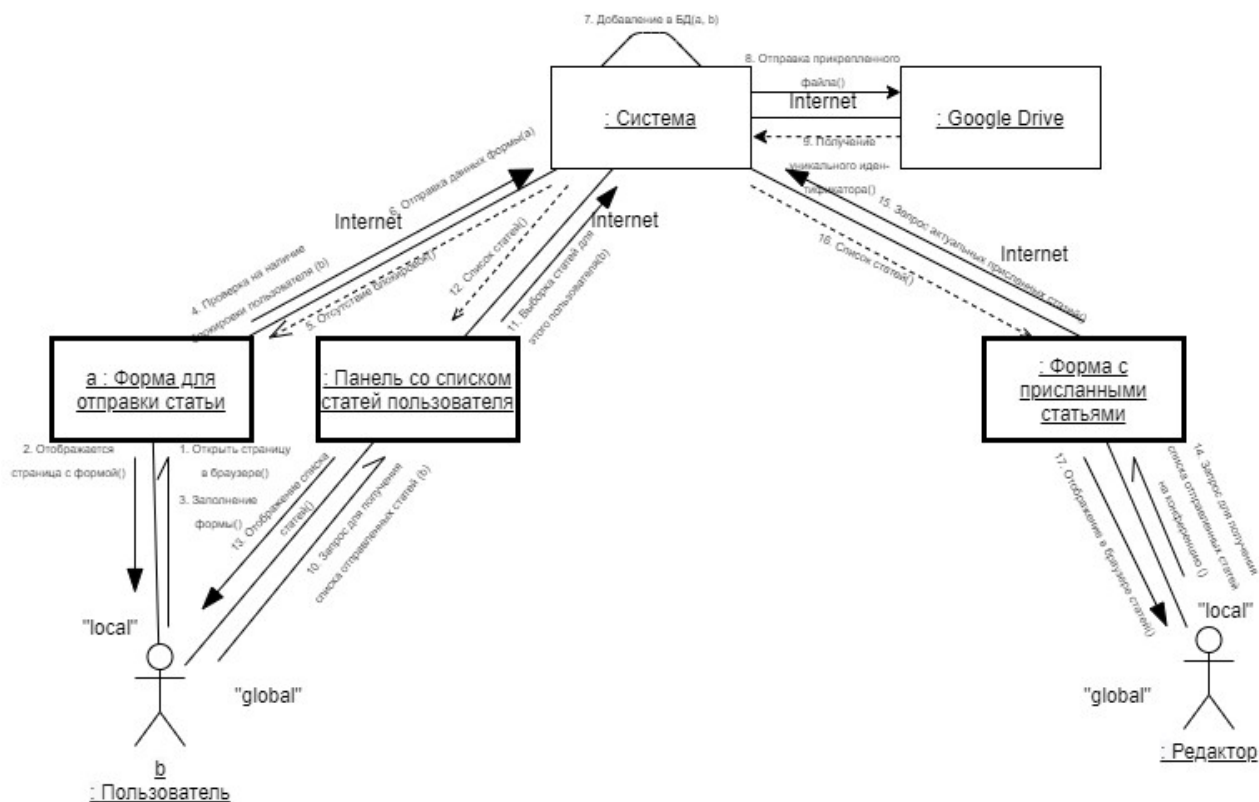 7. Добавление в БД(a, b)
8. Отправка прикрепленного
файла()
Internet
: Система
: Google Drive
9. Получение
уникального иден-
тификатора()
6. Отправка данных формы(a)
Internet
4. Проверка на наличие
блокировки пользователя (b)
5. Отсутствие блокировок()
12. Список статей()
Internet
11. Выборка статей для
этого пользователя(b)
15. Запрос актуальных присланных статей()
Internet
16. Список статей()
a : Форма для
отправки статьи
: Панель со списком
статей пользователя
: Форма с
присланными
статьями
2. Отображается
страница с формой()
1. Открыть страницу
в браузере()
3. Заполнение
формы()
13. Отображение списка
статей()
10. Запрос для получения
списка отправленных статей (b)
17. Отображения в браузере статей()
14. Запрос для получения
списка отправленных статей
на конференцию ()
"local"
"global"
"local"
"global"
b
: Пользователь
: Редактор